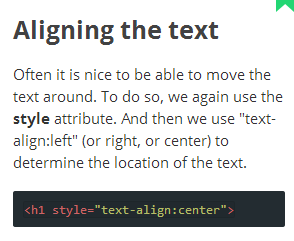 Aligning the text
Often it is nice to be able to move the
text around. To do so, we again use the
style attribute. And then we use "text-
align:left" (or right, or center) to
determine the location of the text.
<h1 style="text-align:center">